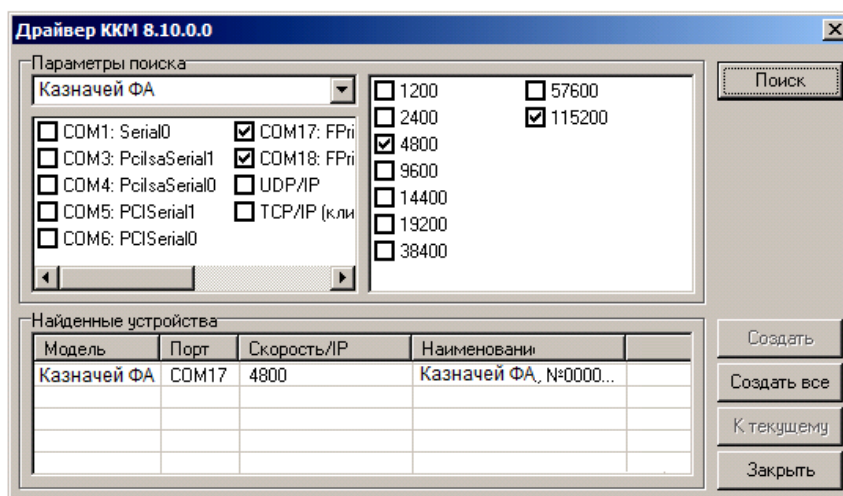 Драйвер ККМ 8.10.0.0
Параметры поиска
Казначей ФА
COM1: Serial0
COM3: PciIsaSerial1
COM4: PciIsaSerial0
COM5: PCISerial1
COM6: PCISerial0
COM17: FPri
COM18: FPri
UDP/IP
TCP/IP (кли
1200
2400
4800
9600
14400
19200
38400
57600
115200
Поиск
Найденные устройства
Модель Порт Скорость/IP Наименовани
Казначей ФА COM17 4800 Казначей ФА, №0000...
Создать
Создать все
К текущему
Закрыть